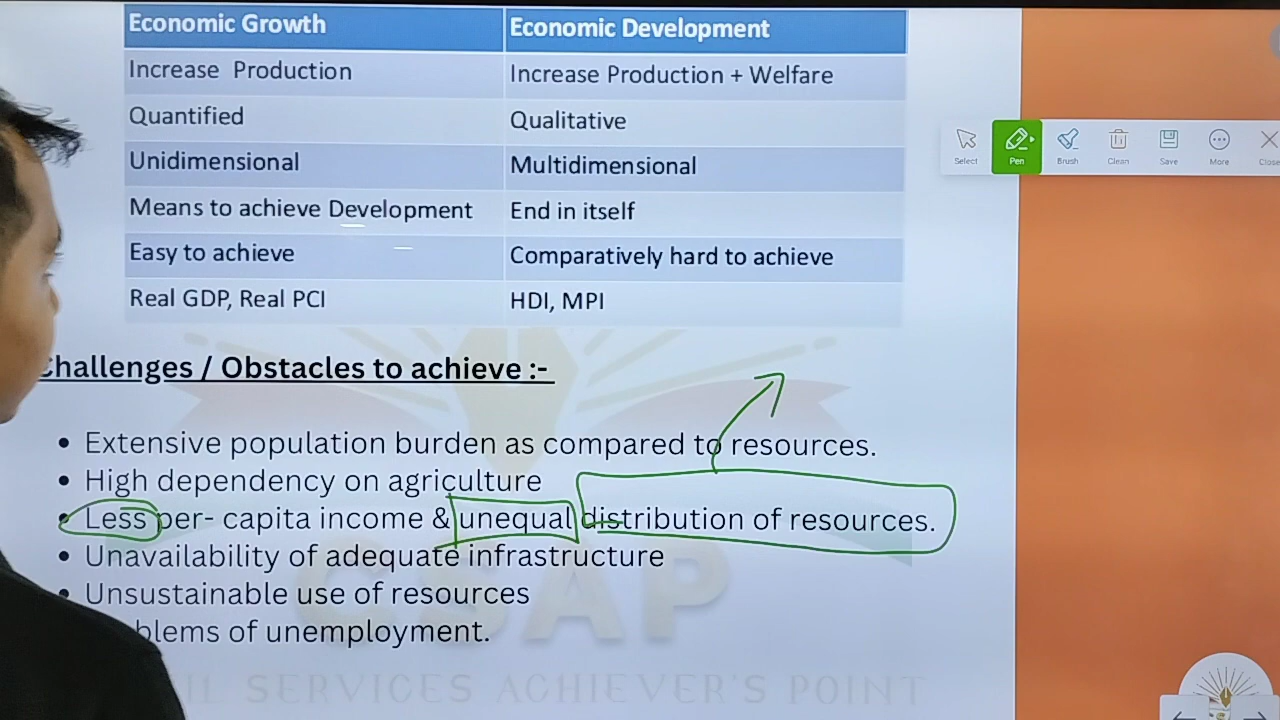 Economic Growth Economic Development
Increase Production Increase Production + Welfare
Quantified Qualitative
Unidimensional Multidimensional
Means to achieve Development End in itself
Easy to achieve Comparatively hard to achieve
Real GDP, Real PCI HDI, MPI
Select Pen Brush Clean Save More Close
Challenges / Obstacles to achieve :-
• Extensive population burden as compared to resources.
• High dependency on agriculture
• Less per- capita income & unequal distribution of resources.
• Unavailability of adequate infrastructure
• Unsustainable use of resources
blems of unemployment.
CSAP
IL SERVICES ACHIEVER'S POINT